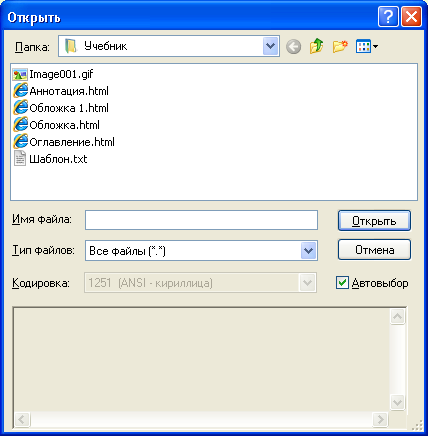 Открыть
Папка: Учебник
Image001.gif
Аннотация.html
Обложка 1.html
Обложка.html
Оглавление.html
Шаблон.txt
Имя файла: Открыть
Тип файлов: Все файлы (*.*) Отмена
Кодировка: 1251 (ANSI - кириллица) Автовыбор